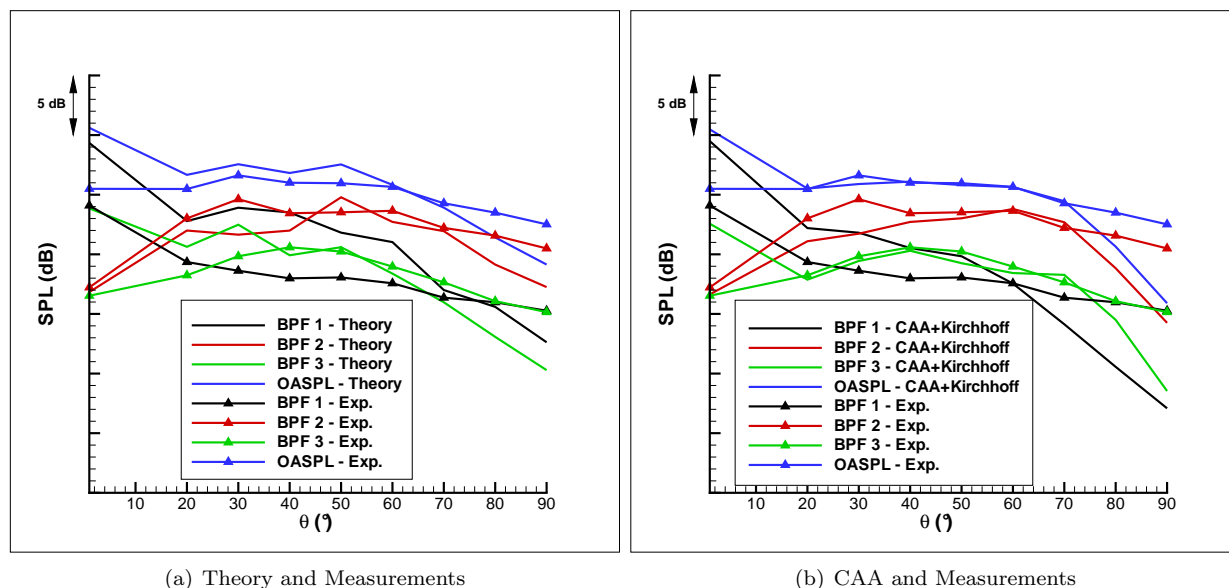 5 dB
SPL (dB)
BPF 1 - Theory
BPF 2 - Theory
BPF 3 - Theory
OASPL - Theory
BPF 1 - Exp.
BPF 2 - Exp.
BPF 3 - Exp.
OASPL - Exp.
10 20 30 40 50 60 70 80 90
θ (°)
(a) Theory and Measurements
5 dB
SPL (dB)
BPF 1 - CAA+Kirchhoff
BPF 2 - CAA+Kirchhoff
BPF 3 - CAA+Kirchhoff
OASPL - CAA+Kirchhoff
BPF 1 - Exp.
BPF 2 - Exp.
BPF 3 - Exp.
OASPL - Exp.
10 20 30 40 50 60 70 80 90
θ (°)
(b) CAA and Measurements